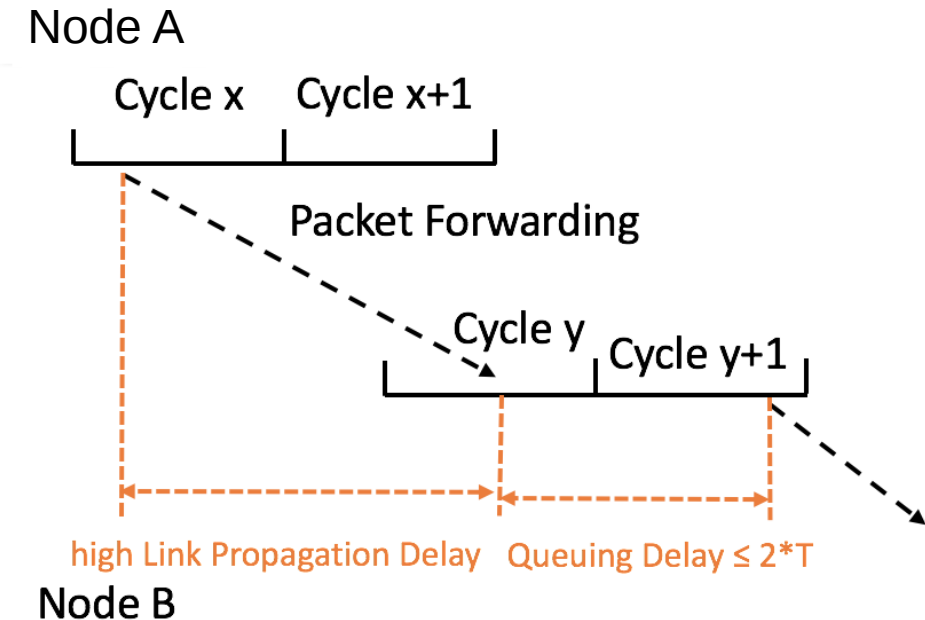 Node A
Cycle x
Cycle x+1
Packet Forwarding
Cycle y
Cycle y+1
high Link Propagation Delay
Queuing Delay ≤ 2*T
Node B